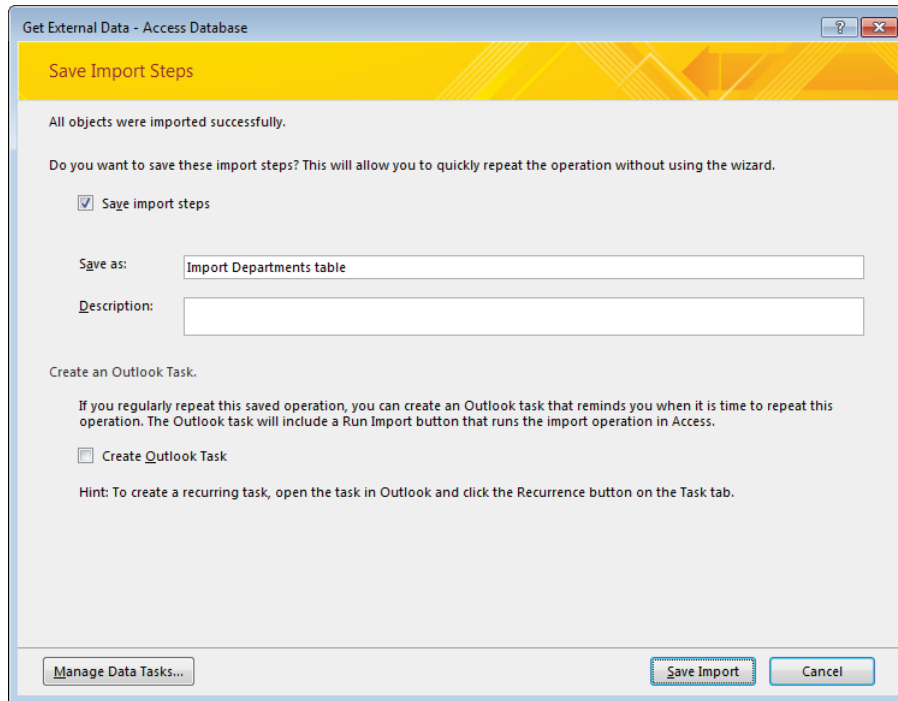 Get External Data - Access Database
Save Import Steps
All objects were imported successfully.
Do you want to save these import steps? This will allow you to quickly repeat the operation without using the wizard.
Save import steps
Save as:
Import Departments table
Description:
Create an Outlook Task.
If you regularly repeat this saved operation, you can create an Outlook task that reminds you when it is time to repeat this
operation. The Outlook task will include a Run Import button that runs the import operation in Access.
Create Outlook Task
Hint: To create a recurring task, open the task in Outlook and click the Recurrence button on the Task tab.
Manage Data Tasks...
Save Import
Cancel